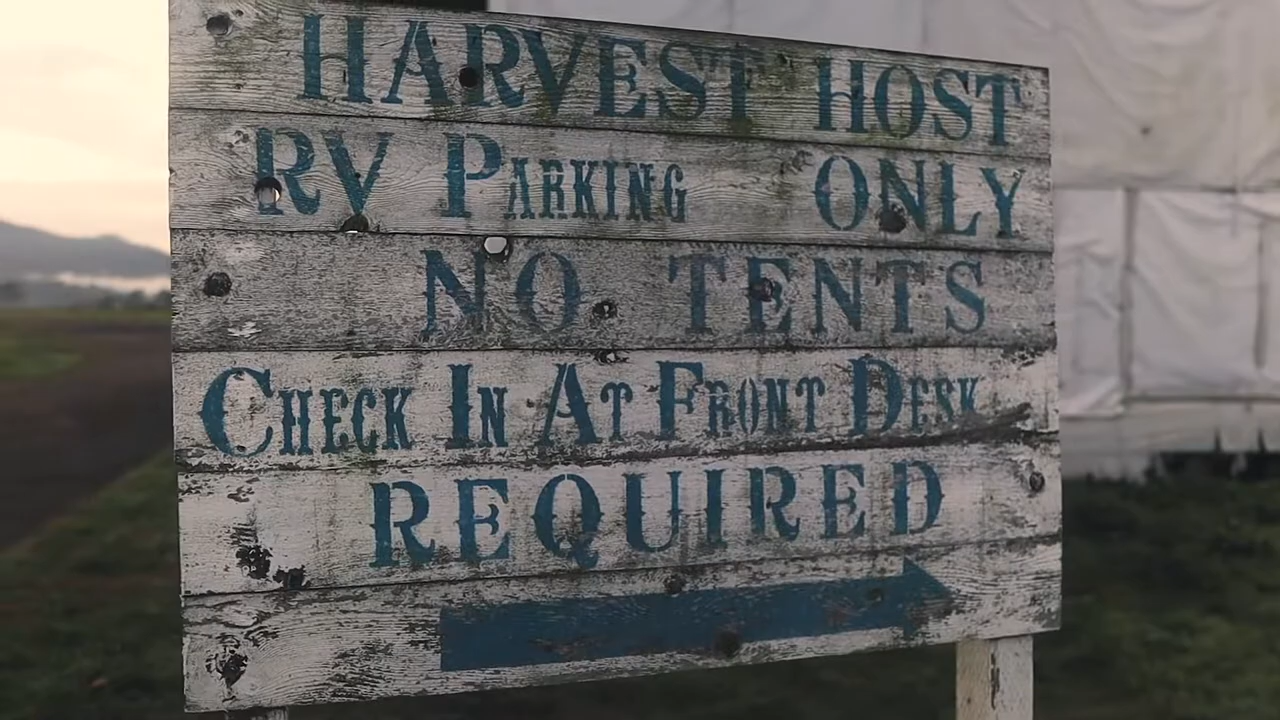 HARVEST HOST
RV PARKING ONLY
NO TENTS
CHECK IN AT FRONT DESK
REQUIRED